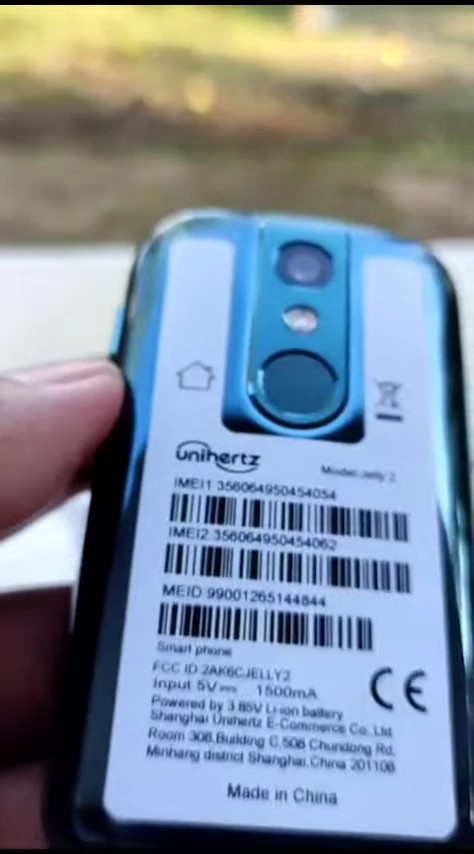 unihertz
Model:Jelly 2
IMEI1 356064950454054
IMEI2:356064950454062
MEID:99001265144844
Smart phone
FCC ID:2AK6CJELLY2
Input 5V⎓ 1500mA
Powered by 3.85V Li-ion battery
Shanghai Unihertz E-Commerce Co.,Ltd.
Room 308,Building C,508 Chundong Rd,
Minhang district Shanghai,China 201108
CE
Made in China